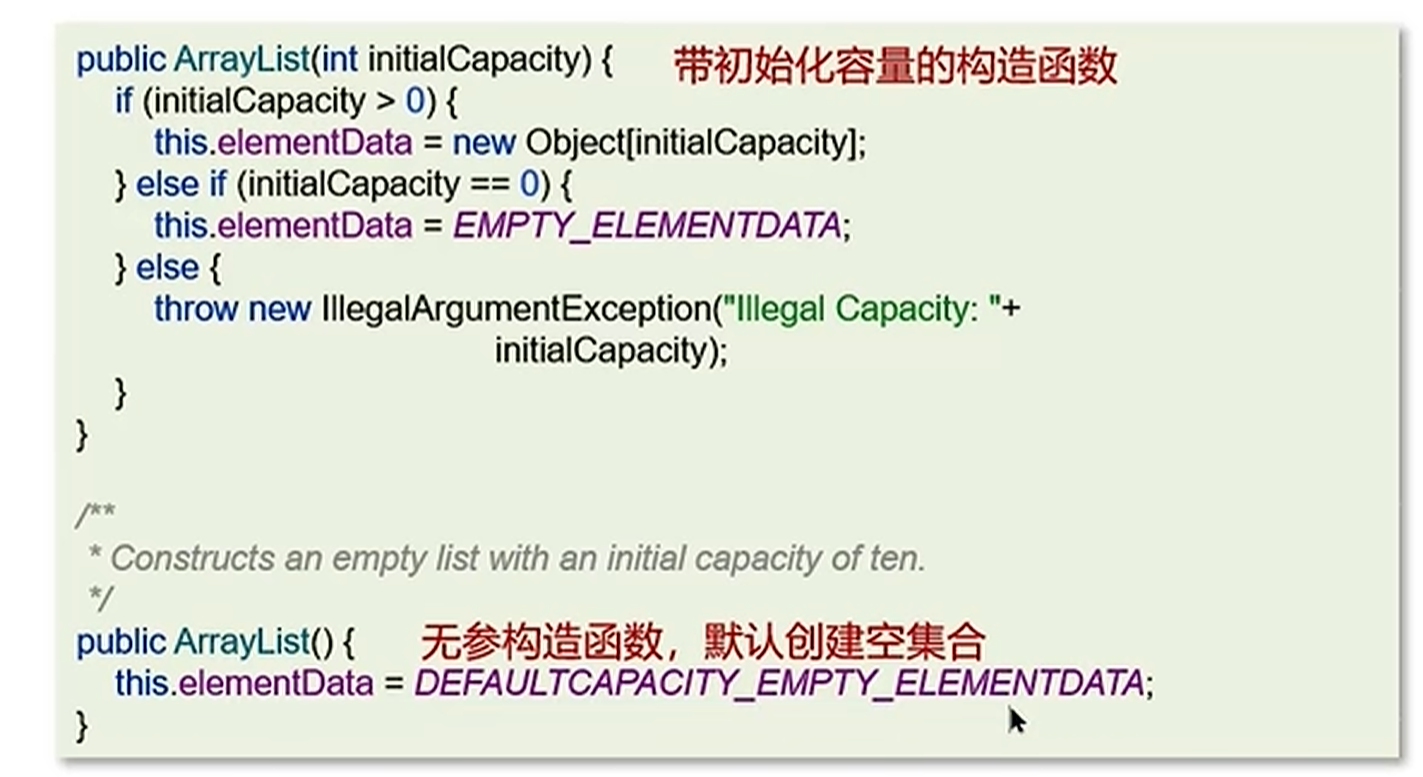 public ArrayList(int initialCapacity) { 带初始化容量的构造函数
if (initialCapacity > 0) {
this.elementData = new Object[initialCapacity];
} else if (initialCapacity == 0) {
this.elementData = EMPTY_ELEMENTDATA;
} else {
throw new IllegalArgumentException("Illegal Capacity: "+
initialCapacity);
}
}
/**
* Constructs an empty list with an initial capacity of ten.
*/
public ArrayList() { 无参构造函数，默认创建空集合
this.elementData = DEFAULTCAPACITY_EMPTY_ELEMENTDATA;
}